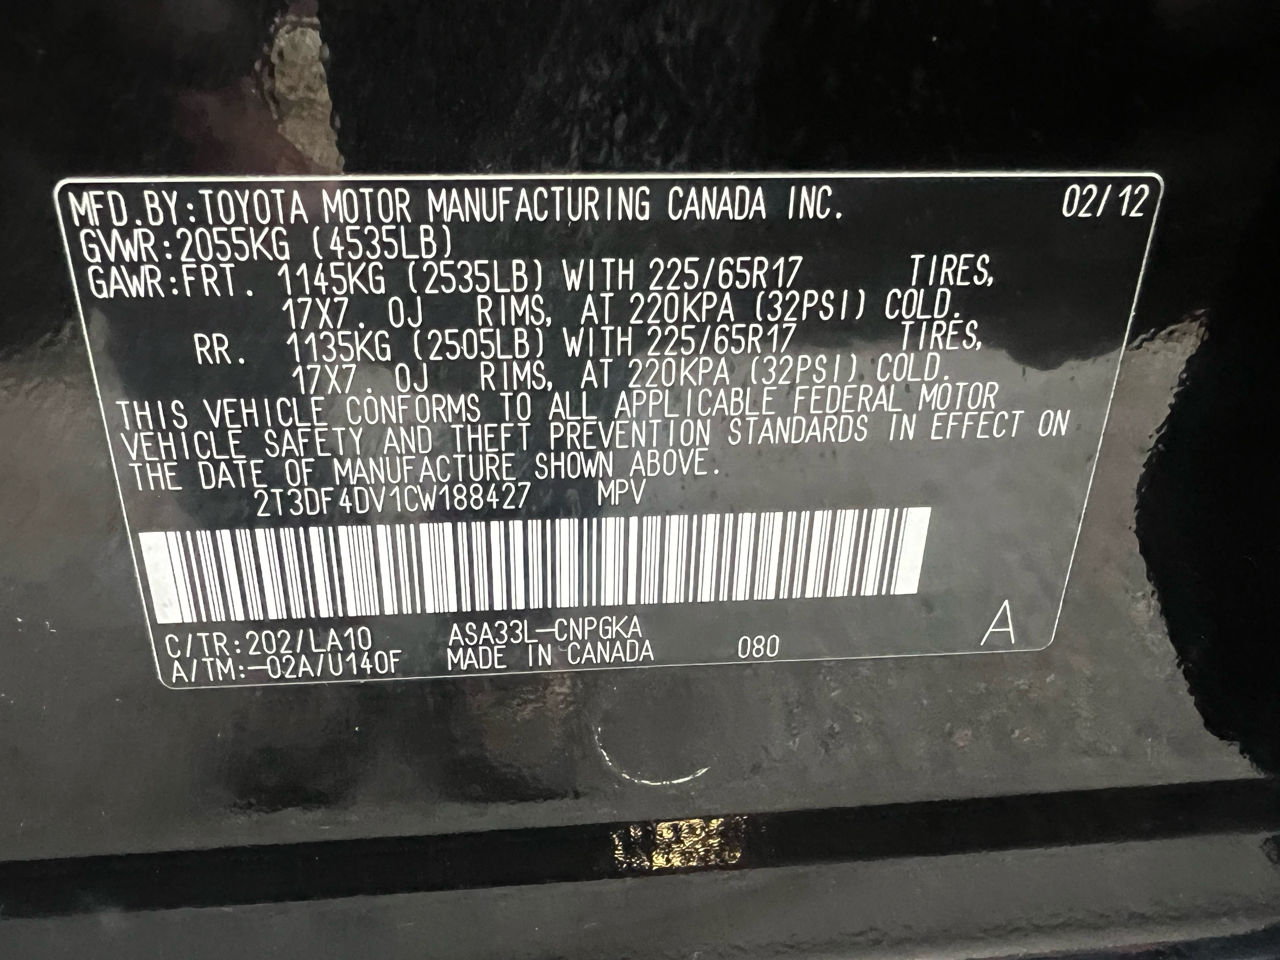 MFD.BY:TOYOTA MOTOR MANUFACTURING CANADA INC. 02/12
GVWR:2055KG (4535LB)
GAWR:FRT. 1145KG (2535LB) WITH 225/65R17 TIRES,
17X7.0J RIMS, AT 220KPA (32PSI) COLD.
RR. 1135KG (2505LB) WITH 225/65R17 TIRES,
17X7.0J RIMS, AT 220KPA (32PSI) COLD.
THIS VEHICLE CONFORMS TO ALL APPLICABLE FEDERAL MOTOR
VEHICLE SAFETY AND THEFT PREVENTION STANDARDS IN EFFECT ON
THE DATE OF MANUFACTURE SHOWN ABOVE.
2T3DF4DV1CW188427 MPV
C/TR:202/LA10 ASA33L-CNPGKA
A/TM:-02A/U140F MADE IN CANADA 080 A